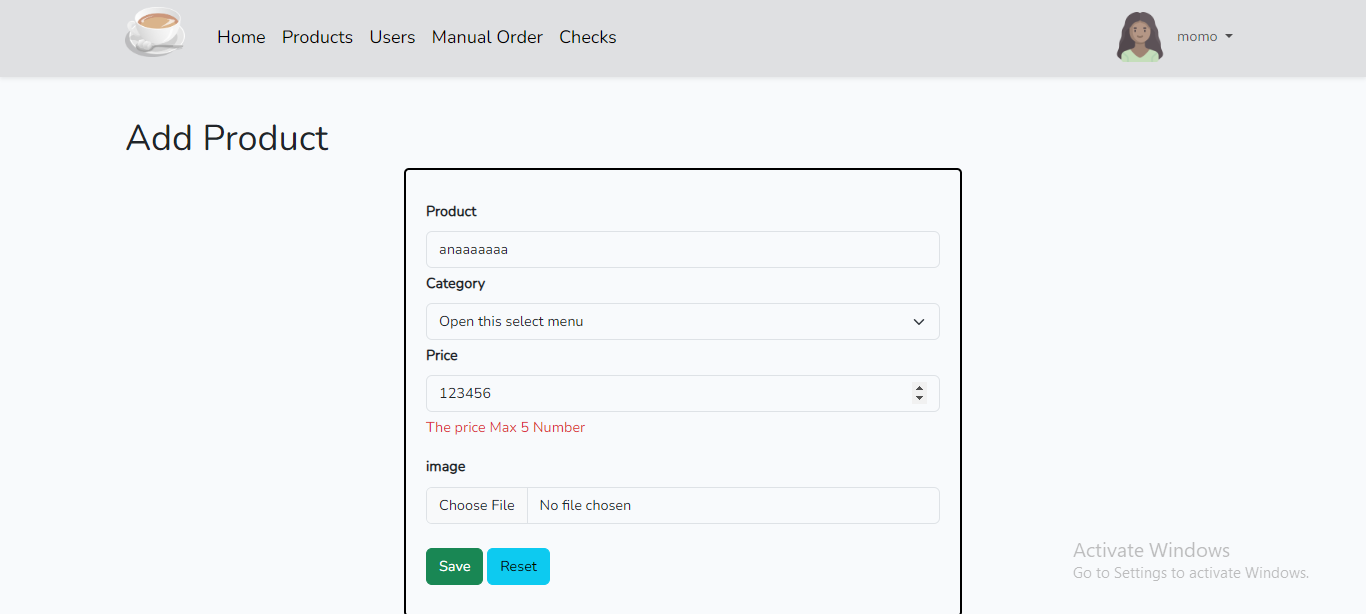 Home Products Users Manual Order Checks momo
Add Product
Product
anaaaaaaa
Category
Open this select menu
Price
123456
The price Max 5 Number
image
Choose File No file chosen
Save Reset
Activate Windows
Go to Settings to activate Windows.